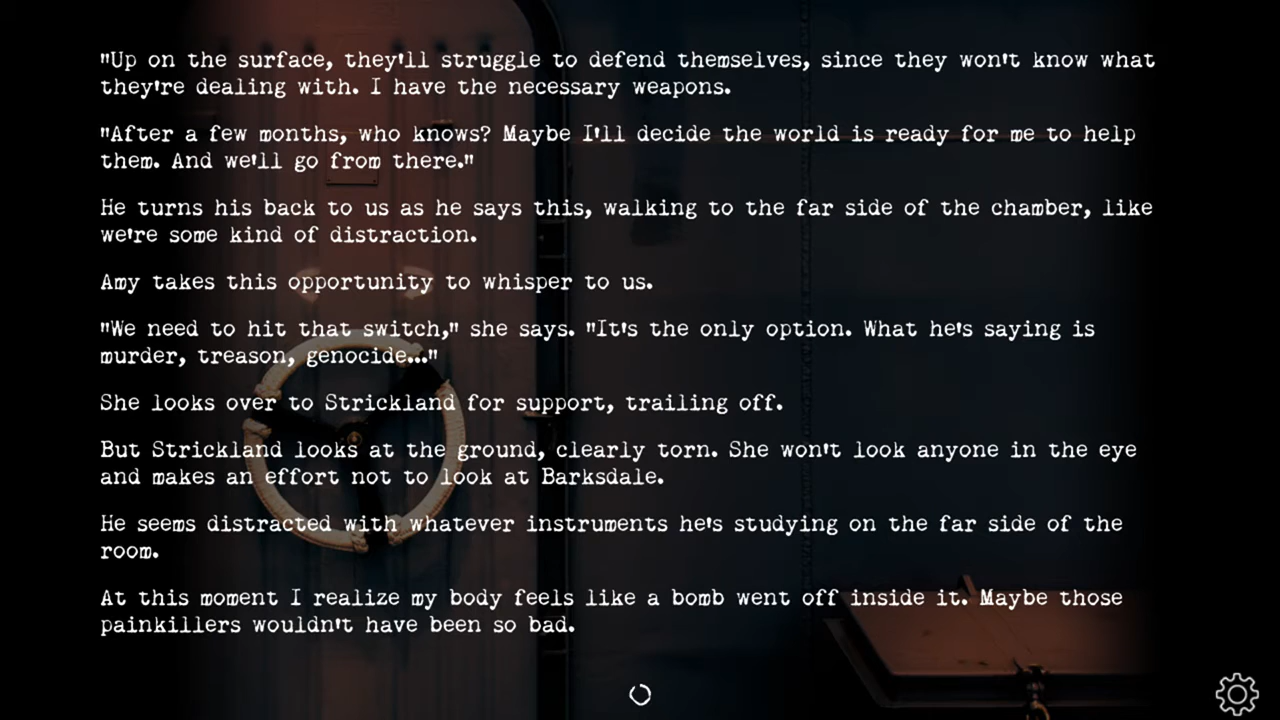 "Up on the surface, they'll struggle to defend themselves, since they won't know what
they're dealing with. I have the necessary weapons.
"After a few months, who knows? Maybe I'll decide the world is ready for me to help
them. And we'll go from there."
He turns his back to us as he says this, walking to the far side of the chamber, like
we're some kind of distraction.
Amy takes this opportunity to whisper to us.
"We need to hit that switch," she says. "It's the only option. What he's saying is
murder, treason, genocide…"
She looks over to Strickland for support, trailing off.
But Strickland looks at the ground, clearly torn. She won't look anyone in the eye
and makes an effort not to look at Barksdale.
He seems distracted with whatever instruments he's studying on the far side of the
room.
At this moment I realize my body feels like a bomb went off inside it. Maybe those
painkillers wouldn't have been so bad.